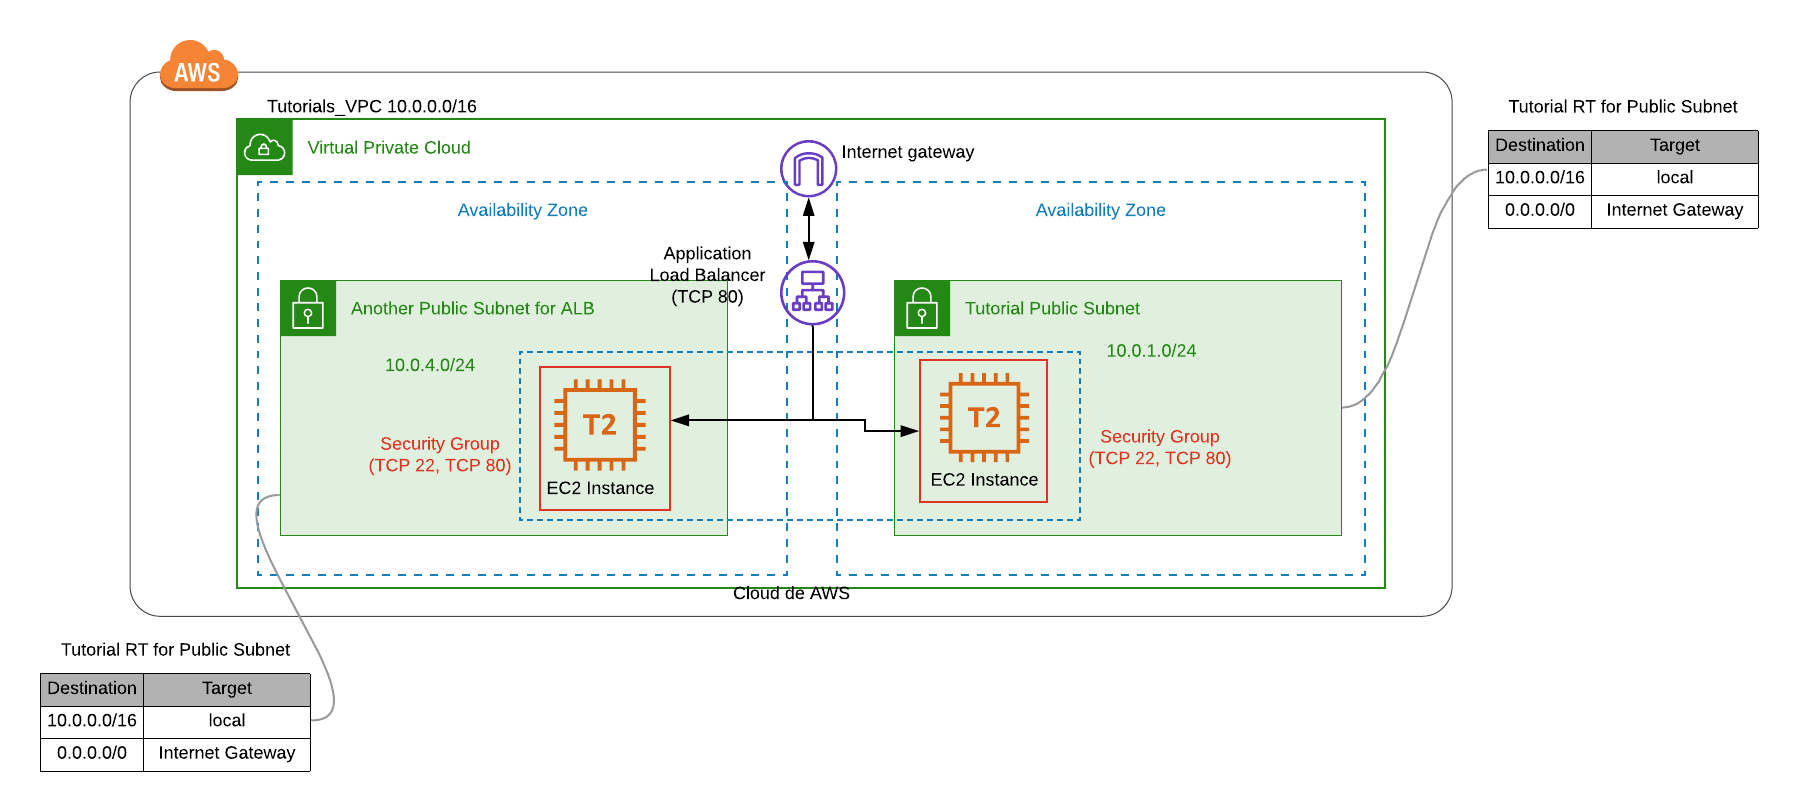 AWS
Tutorials_VPC 10.0.0.0/16
Virtual Private Cloud
Internet gateway
Availability Zone
Availability Zone
Application
Load Balancer
(TCP 80)
Another Public Subnet for ALB
10.0.4.0/24
Security Group
(TCP 22, TCP 80)
T2
EC2 Instance
Tutorial Public Subnet
10.0.1.0/24
T2
EC2 Instance
Security Group
(TCP 22, TCP 80)
Cloud de AWS
Tutorial RT for Public Subnet
Destination Target
10.0.0.0/16 local
0.0.0.0/0 Internet Gateway
Tutorial RT for Public Subnet
Destination Target
10.0.0.0/16 local
0.0.0.0/0 Internet Gateway